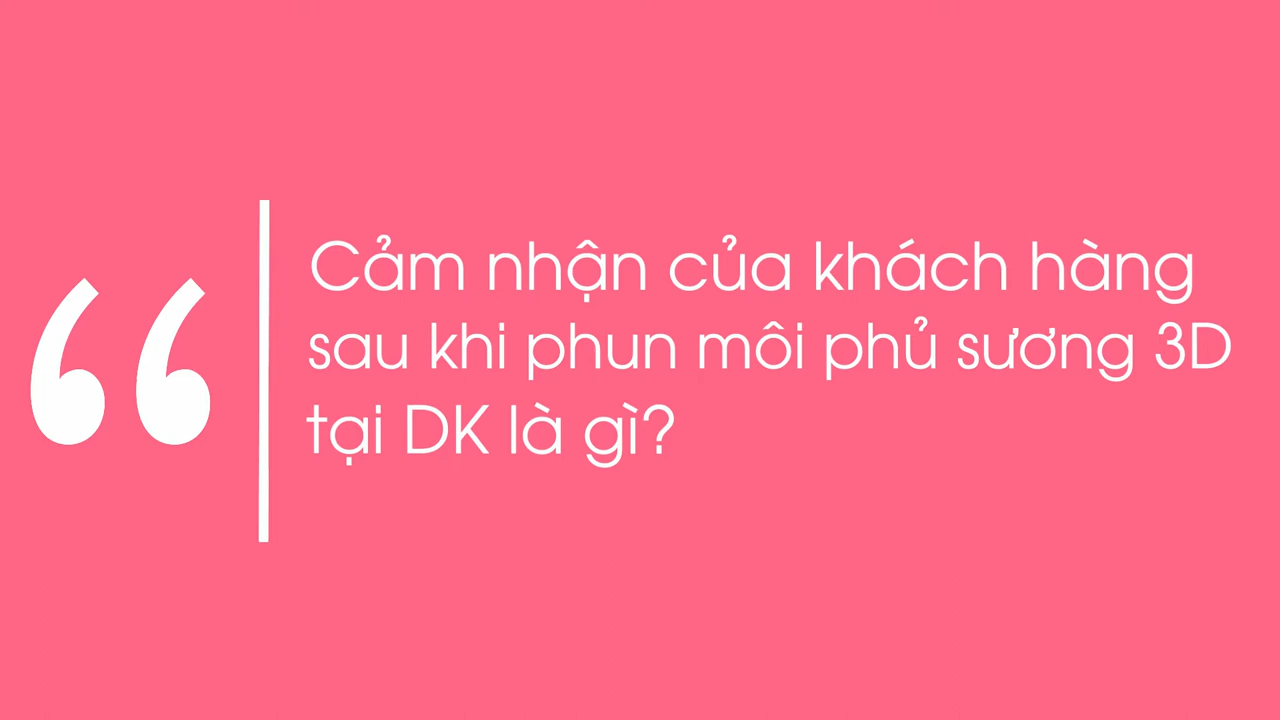 “
Cảm nhận của khách hàng
sau khi phun môi phủ sương 3D
tại DK là gì?